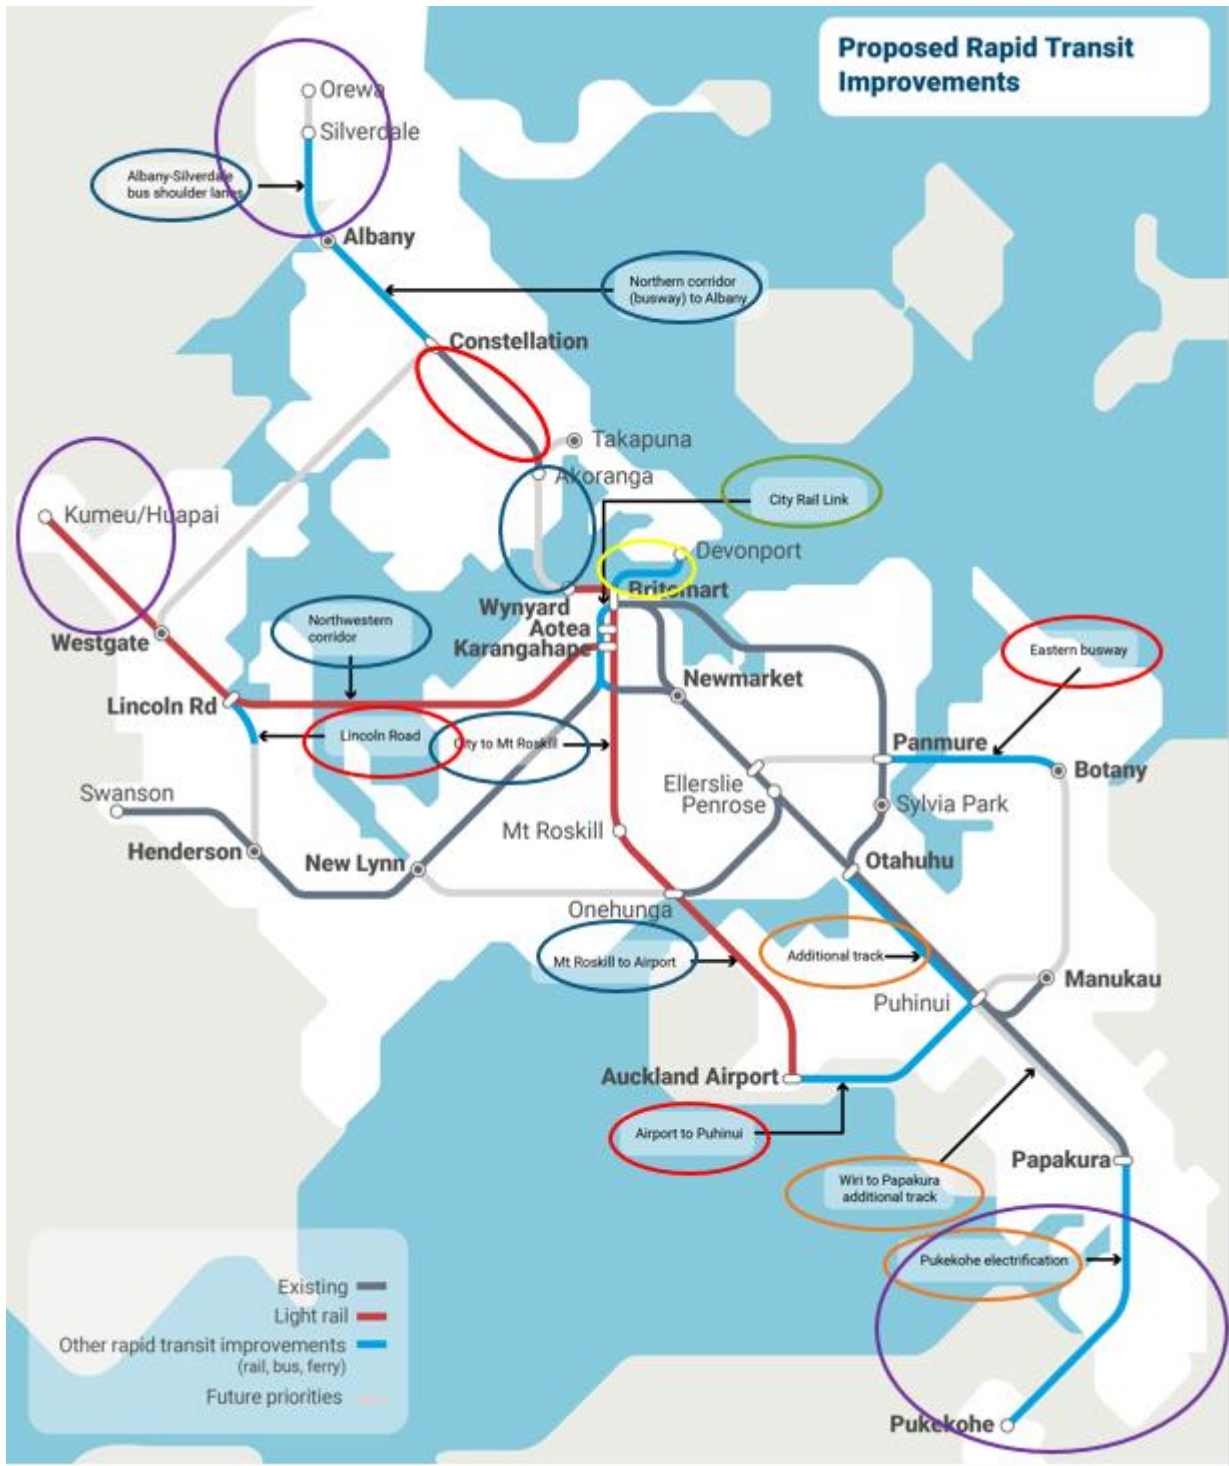 Proposed Rapid Transit
Improvements
Orewa
Silverdale
Albany-Silverdale
bus shoulder lanes
Albany
Northern corridor
(busway) to Albany
Constellation
Takapuna
Akoranga
City Rail Link
Kumeu/Huapai
Devonport
Britomart
Wynyard
Aotea
Karangahape
Northwestern
corridor
Westgate
Eastern busway
Newmarket
Lincoln Rd
Lincoln Road
City to Mt Roskill
Panmure
Botany
Ellerslie
Penrose
Sylvia Park
Swanson
Mt Roskill
Henderson
New Lynn
Otahuhu
Onehunga
Mt Roskill to Airport
Additional track
Manukau
Puhinui
Auckland Airport
Airport to Puhinui
Papakura
Wiri to Papakura
additional track
Pukekohe electrification
Existing
Light rail
Other rapid transit improvements
(rail, bus, ferry)
Future priorities
Pukekohe